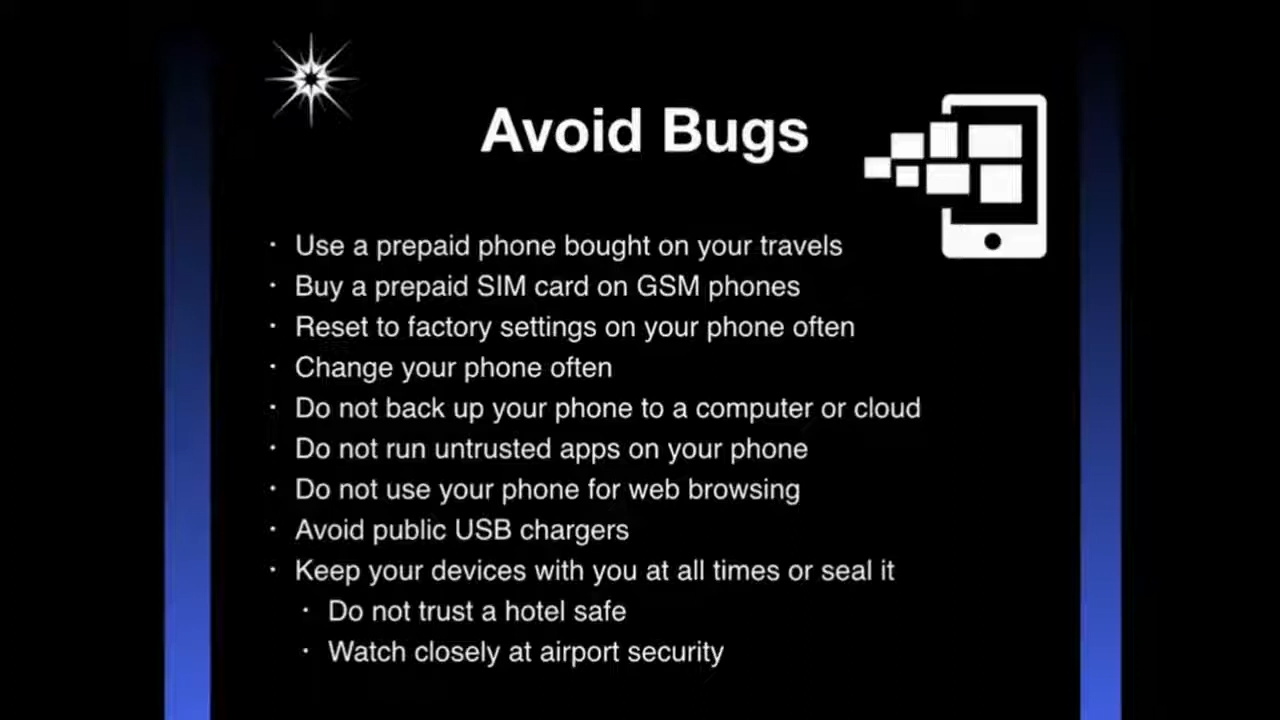 Avoid Bugs
· Use a prepaid phone bought on your travels
· Buy a prepaid SIM card on GSM phones
· Reset to factory settings on your phone often
· Change your phone often
· Do not back up your phone to a computer or cloud
· Do not run untrusted apps on your phone
· Do not use your phone for web browsing
· Avoid public USB chargers
· Keep your devices with you at all times or seal it
· Do not trust a hotel safe
· Watch closely at airport security